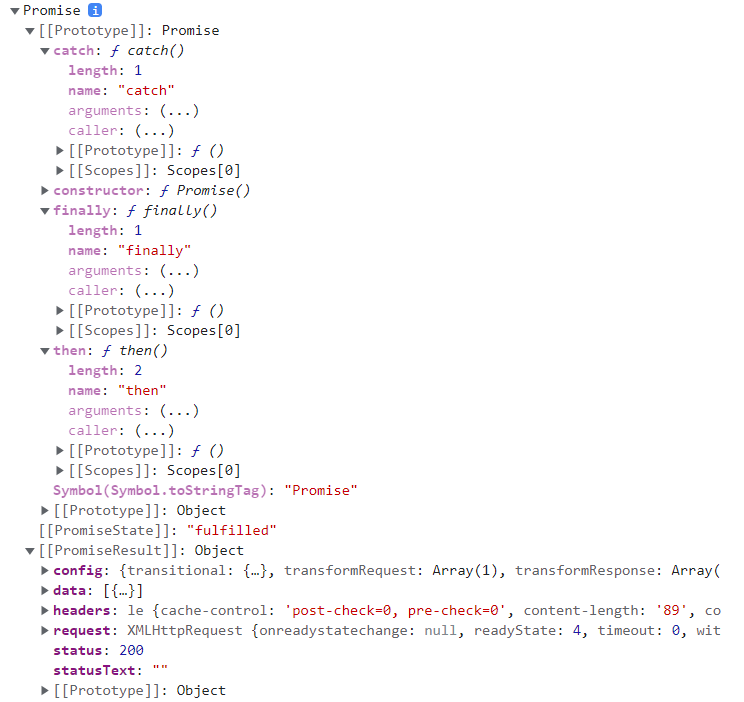 Promise i
[[Prototype]]: Promise
catch: ƒ catch()
length: 1
name: "catch"
arguments: (...)
caller: (...)
[[Prototype]]: ƒ ()
[[Scopes]]: Scopes[0]
constructor: ƒ Promise()
finally: ƒ finally()
length: 1
name: "finally"
arguments: (...)
caller: (...)
[[Prototype]]: ƒ ()
[[Scopes]]: Scopes[0]
then: ƒ then()
length: 2
name: "then"
arguments: (...)
caller: (...)
[[Prototype]]: ƒ ()
[[Scopes]]: Scopes[0]
Symbol(Symbol.toStringTag): "Promise"
[[Prototype]]: Object
[[PromiseState]]: "fulfilled"
[[PromiseResult]]: Object
config: {transitional: {…}, transformRequest: Array(1), transformResponse: Array(
data: [{…}]
headers: le {cache-control: 'post-check=0, pre-check=0', content-length: '89', co
request: XMLHttpRequest {onreadystatechange: null, readyState: 4, timeout: 0, wit
status: 200
statusText: ""
[[Prototype]]: Object